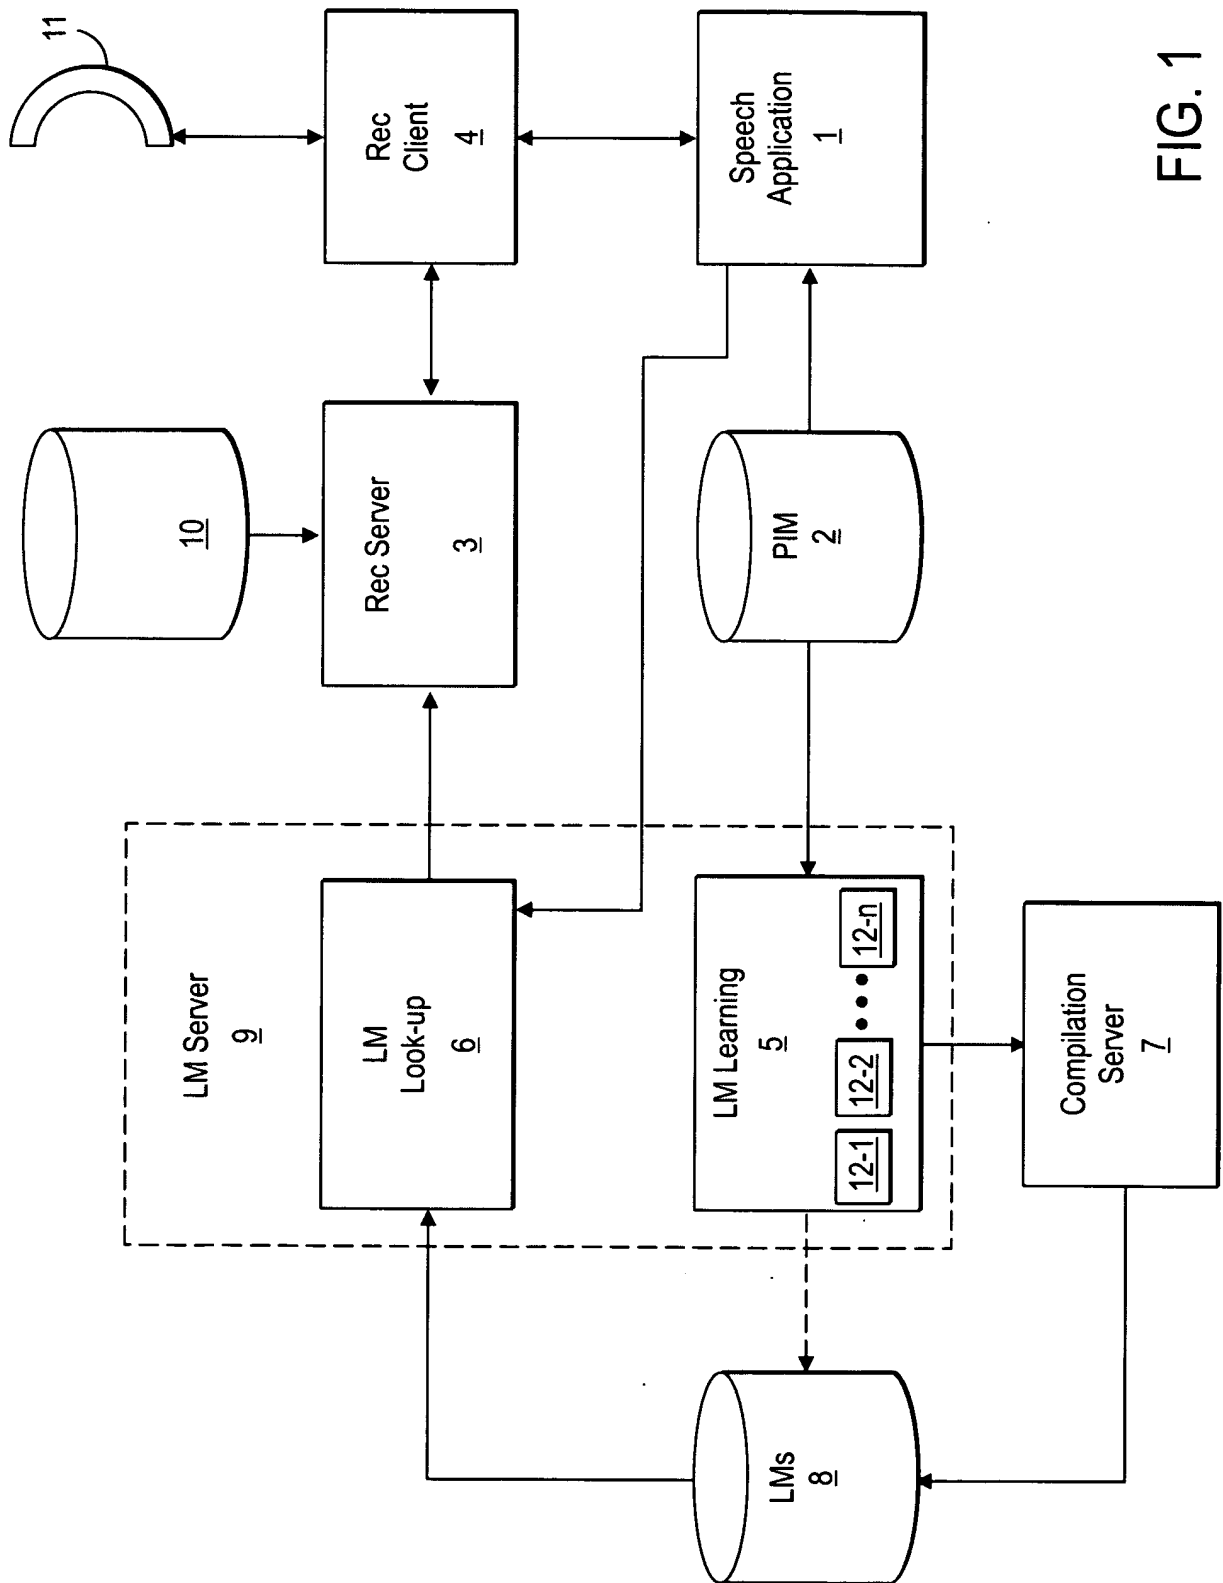 LM Server
9
LM
Look-up
6
Rec Server
3
10
Rec
Client
4
11
LMs
8
LM Learning
5
12-1
12-2
12-n
PIM
2
Speech
Application
1
Compilation
Server
7
FIG. 1